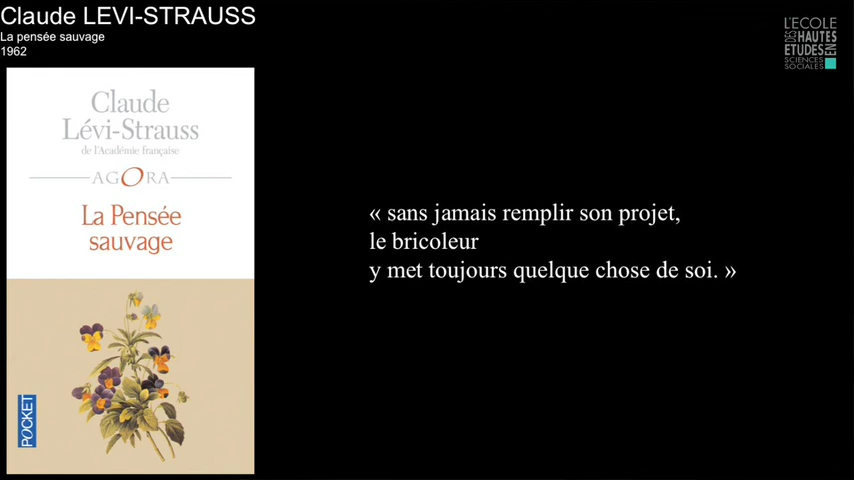 Claude LEVI-STRAUSS
La pensée sauvage
1962
L'ECOLE
DES HAUTES
ETUDES EN
SCIENCES
SOCIALES
Claude
Lévi-Strauss
de l'Académie française
AGORA
La Pensée
sauvage
POCKET
« sans jamais remplir son projet,
le bricoleur
y met toujours quelque chose de soi. »